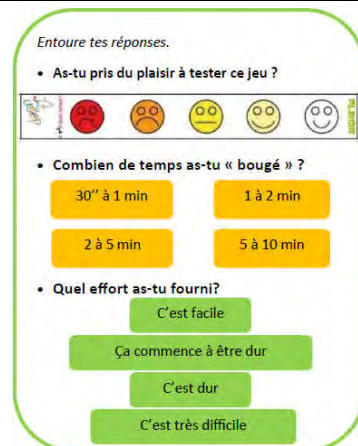 Entoure tes réponses.
• As-tu pris du plaisir à tester ce jeu ?
• Combien de temps as-tu « bougé » ?
30’’ à 1 min
1 à 2 min
2 à 5 min
5 à 10 min
• Quel effort as-tu fourni?
C’est facile
Ça commence à être dur
C’est dur
C’est très difficile